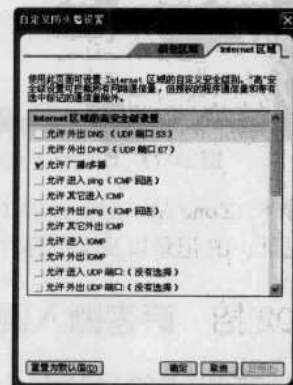 自定义防火墙设置
Internet 区域
使用此页面可设置 Internet 区域的自定义安全级别。"高"安
全级设置可拦截所有网络通信量，但授权的程序通信量和带有
选中标记的通信量除外。
Internet 区域的高安全级设置
允许 外出 DNS （ UDP 端口 53 ）
允许 外出 DHCP （ UDP 端口 67 ）
允许 广播/多播
允许 进入 ping （ ICMP 回送 ）
允许 其它进入 ICMP
允许 外出 ping （ ICMP 回送 ）
允许 其它外出 ICMP
允许 进入 IGMP
允许 外出 IGMP
允许 进入 UDP 端口: （ 没有选择 ）
允许 外出 UDP 端口: （ 没有选择 ）
重置为默认值(D)
确定
取消